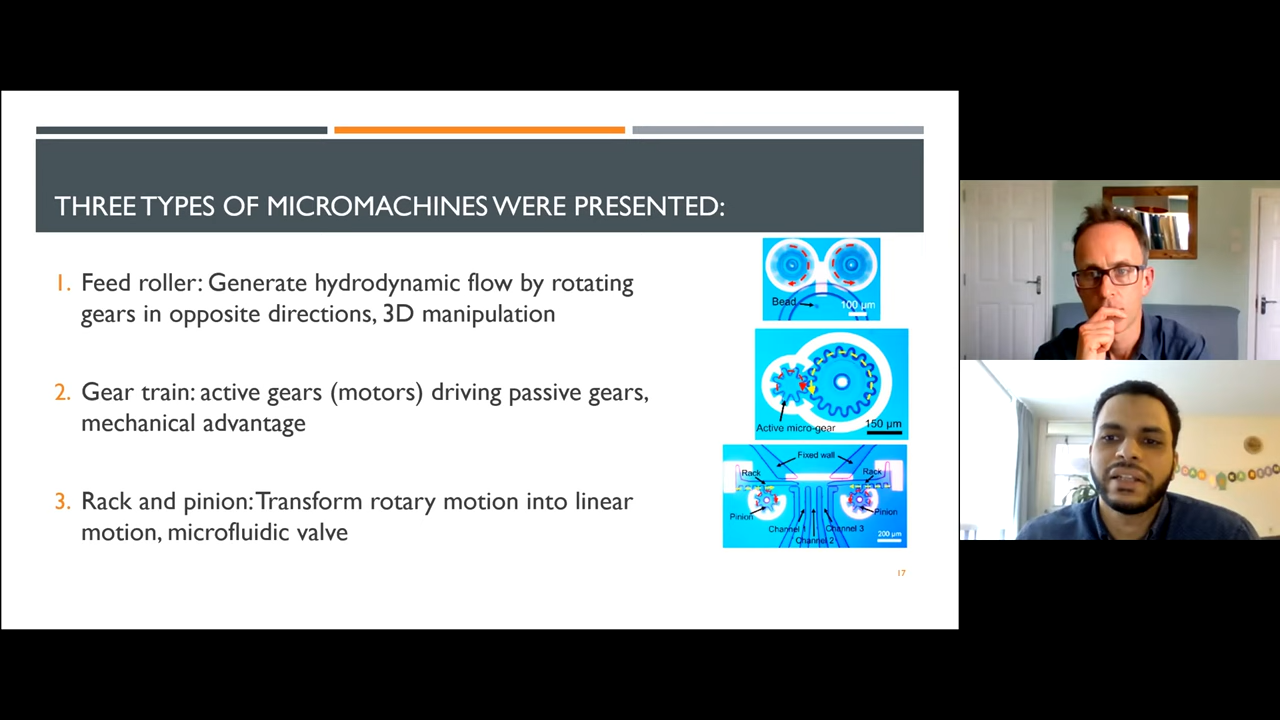 THREE TYPES OF MICROMACHINES WERE PRESENTED:
1. Feed roller: Generate hydrodynamic flow by rotating
gears in opposite directions, 3D manipulation
2. Gear train: active gears (motors) driving passive gears,
mechanical advantage
3. Rack and pinion: Transform rotary motion into linear
motion, microfluidic valve
Bead
100 μm
Active micro-gear
150 μm
Fixed wall
Rack
Rack
Pinion
Pinion
Channel 1
Channel 3
Channel 2
200 μm
17